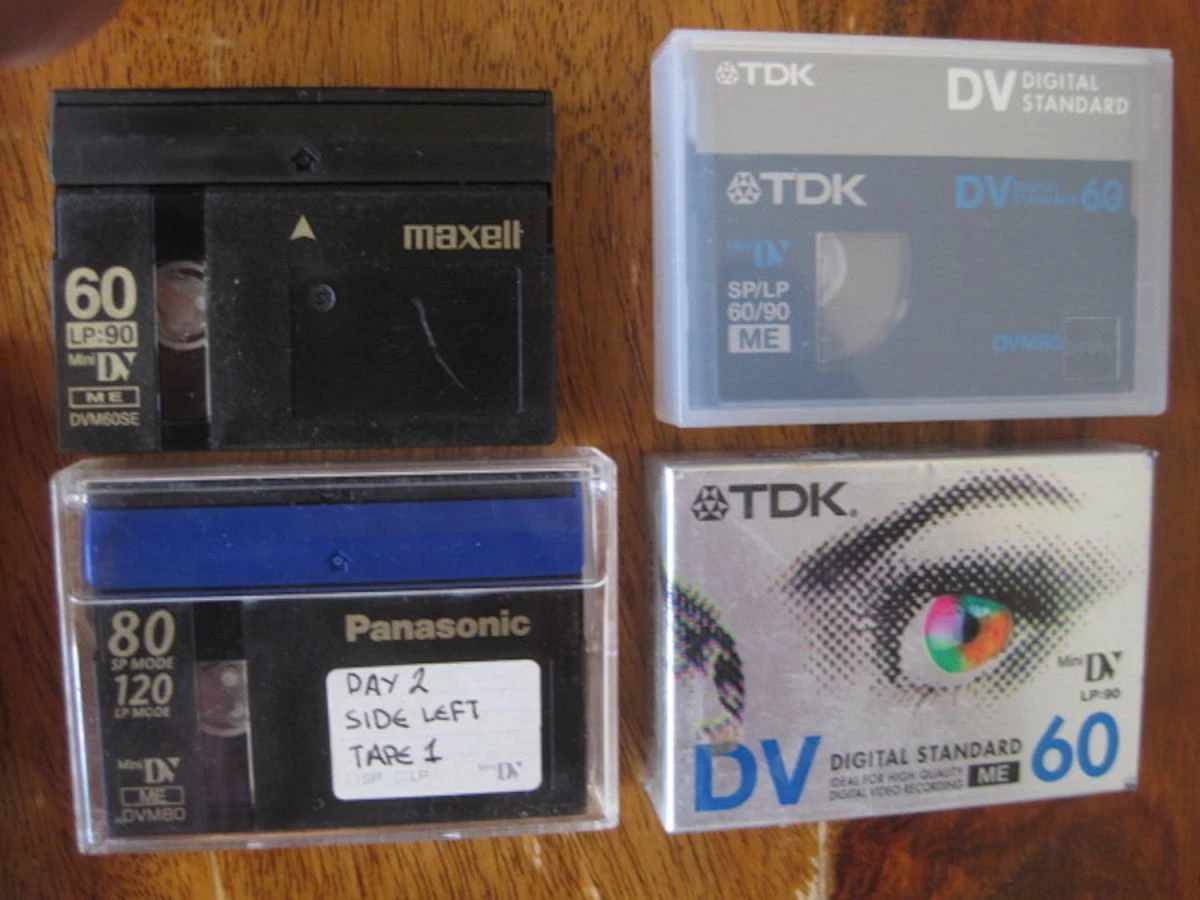 maxell
60
LP:90
Mini DV
ME
DVM60SE
TDK
DV DIGITAL
STANDARD
TDK
DV DIGITAL
STANDARD 60
Mini DV
SP/LP
60/90
ME
DVM60
Panasonic
80
SP MODE
120
LP MODE
Mini DV
ME
DVM80
DAY 2
SIDE LEFT
TAPE 1
SP LP
Mini DV
TDK®
Mini DV
LP:90
DV DIGITAL STANDARD 60
IDEAL FOR HIGH QUALITY
DIGITAL VIDEO RECORDING
ME